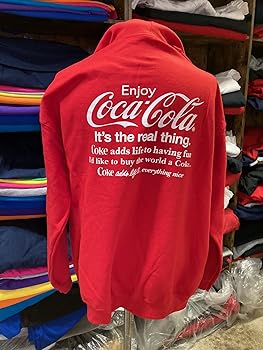 Enjoy
Coca-Cola
It's the real thing.
Coke adds life to having fun
I'd like to buy the world a Coke.
Coke adds life everything nice